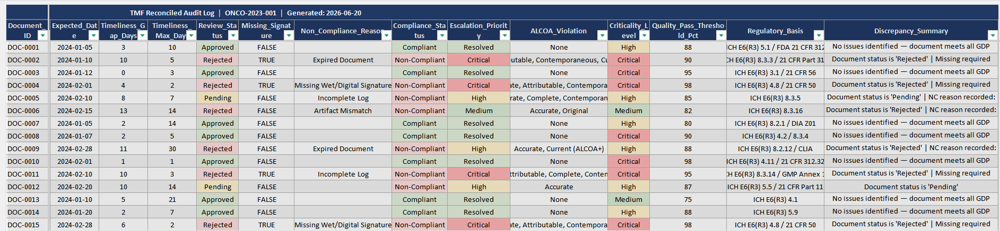 TMF Reconciled Audit Log | ONCO-2023-001 | Generated: 2026-06-20
Document_ID Expected_Date Timeliness_Gap_Days Timeliness_Max_Day Review_Status Missing_Signature Non_Compliance_Reason Compliance_Status Escalation_Priority ALCOA_Violation Criticality_Level Quality_Pass_Threshold_Pct Regulatory_Basis Discrepancy_Summary
DOC-0001 2024-01-05 3 10 Approved FALSE Compliant Resolved None High 88 ICH E6(R3) 5.1 / FDA 21 CFR 312 No issues identified — document meets all GDP
DOC-0002 2024-01-10 10 5 Rejected TRUE Expired Document Non-Compliant Critical utable, Contemporaneous, Cu Critical 90 CH E6(R3) 8.3.3 / 21 CFR Part 31 Document status is 'Rejected' | Missing required
DOC-0003 2024-01-12 0 3 Approved FALSE Compliant Resolved None Critical 95 ICH E6(R3) 3.1 / 21 CFR 56 No issues identified — document meets all GDP
DOC-0004 2024-02-01 4 2 Rejected TRUE Missing Wet/Digital Signature Non-Compliant Critical ate, Attributable, Contempora Critical 98 ICH E6(R3) 4.8 / 21 CFR 50 Document status is 'Rejected' | Missing required
DOC-0005 2024-02-10 8 7 Pending FALSE Incomplete Log Non-Compliant High rate, Complete, Contemporan High 85 ICH E6(R3) 8.3.5 Document status is 'Pending' | NC reason recorded:
DOC-0006 2024-02-15 13 14 Rejected FALSE Artifact Mismatch Non-Compliant Medium Accurate, Original Medium 82 ICH E6(R3) 8.3.16 Document status is 'Rejected' | NC reason recorded:
DOC-0007 2024-01-05 2 14 Approved FALSE Compliant Resolved None High 80 ICH E6(R3) 8.2.1 / DIA Z01 No issues identified — document meets all GDP
DOC-0008 2024-01-07 2 5 Approved FALSE Compliant Resolved None Critical 90 ICH E6(R3) 4.2 / 8.3.4 No issues identified — document meets all GDP
DOC-0009 2024-02-28 11 30 Rejected FALSE Expired Document Non-Compliant High Accurate, Current (ALCOA+) High 88 ICH E6(R3) 8.2.12 / CLIA Document status is 'Rejected' | NC reason recorded:
DOC-0010 2024-02-01 1 1 Approved FALSE Compliant Resolved None Critical 98 ICH E6(R3) 4.11 / 21 CFR 312.32 No issues identified — document meets all GDP
DOC-0011 2024-02-10 10 3 Rejected TRUE Incomplete Log Non-Compliant Critical ttributable, Complete, Conten Critical 95 CH E6(R3) 8.3.14 / GMP Annex 1 Document status is 'Rejected' | Missing required
DOC-0012 2024-02-20 10 14 Pending FALSE Non-Compliant High Accurate High 87 ICH E6(R3) 5.5 / 21 CFR Part 11 Document status is 'Pending'
DOC-0013 2024-01-10 5 21 Approved FALSE Compliant Resolved None Medium 75 ICH E6(R3) 4.1 No issues identified — document meets all GDP
DOC-0014 2024-01-20 2 7 Approved FALSE Compliant Resolved None High 88 ICH E6(R3) 5.9 No issues identified — document meets all GDP
DOC-0015 2024-02-28 6 2 Rejected TRUE Missing Wet/Digital Signature Non-Compliant Critical ate, Attributable, Contempora Critical 98 ICH E6(R3) 4.8 / 21 CFR 50 Document status is 'Rejected' | Missing required